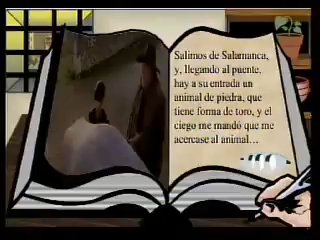 Salimos de Salamanca,
y, llegando al puente,
hay a su entrada un
animal de piedra, que
tiene forma de toro, y el
ciego me mandó que me
acercase al animal...